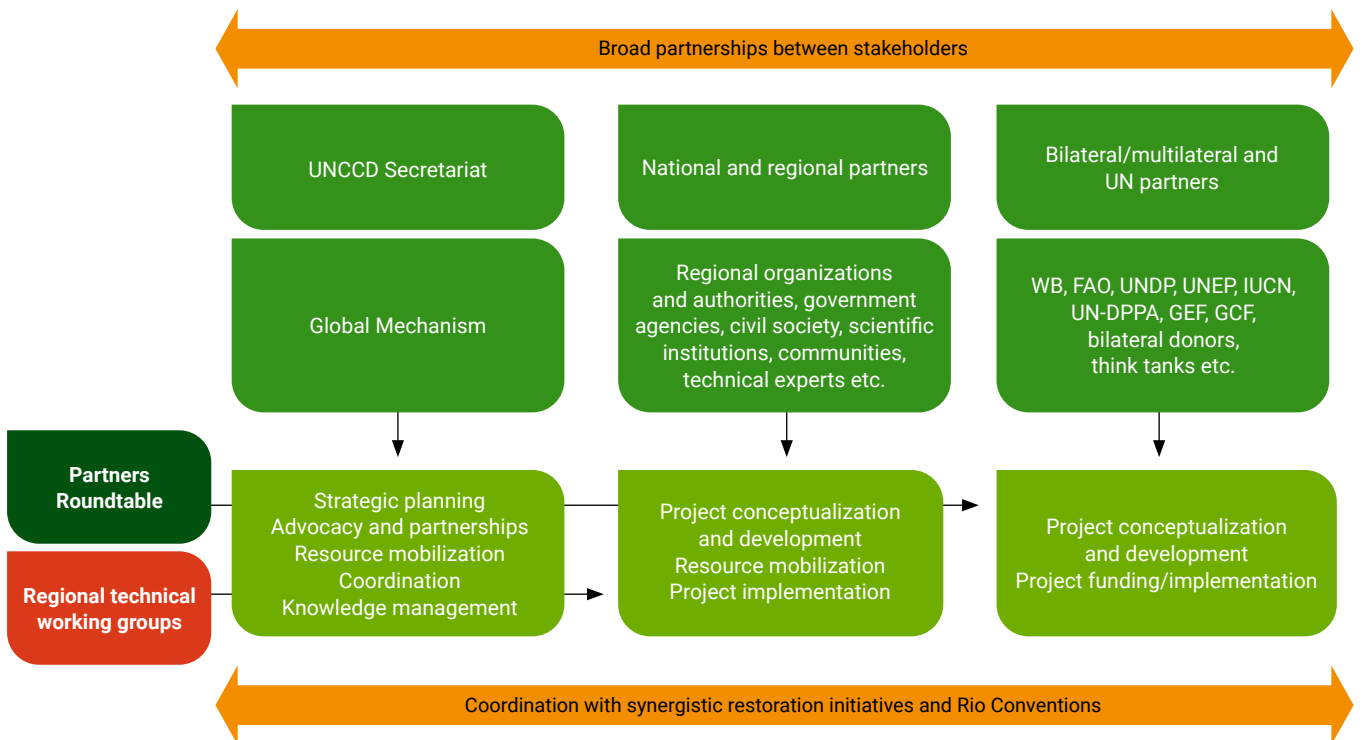 Broad partnerships between stakeholders
UNCCD Secretariat
National and regional partners
Bilateral/multilateral and
UN partners
Global Mechanism
Regional organizations
and authorities, government
agencies, civil society, scientific
institutions, communities,
technical experts etc.
WB, FAO, UNDP, UNEP, IUCN,
UN-DPPA, GEF, GCF,
bilateral donors,
think tanks etc.
Partners
Roundtable
Regional technical
working groups
Strategic planning
Advocacy and partnerships
Resource mobilization
Coordination
Knowledge management
Project conceptualization
and development
Resource mobilization
Project implementation
Project conceptualization
and development
Project funding/implementation
Coordination with synergistic restoration initiatives and Rio Conventions